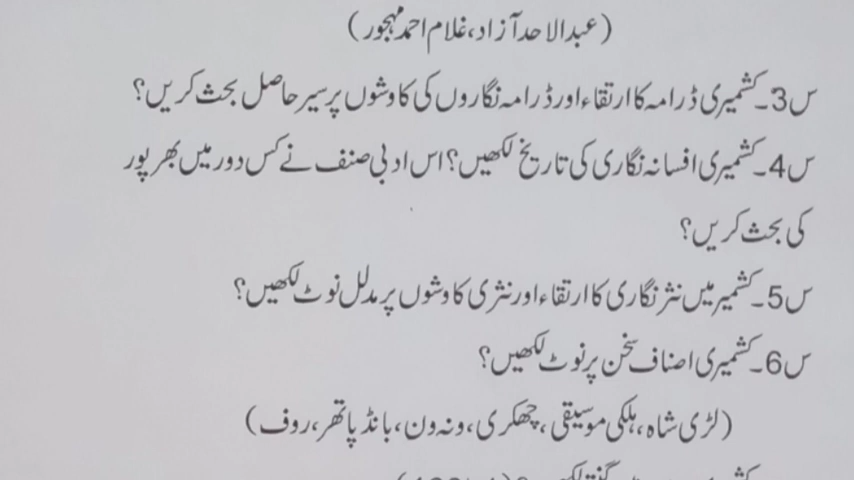 (عبدالاحد آزاد، غلام احمد مہجور)
س3۔ کشمیری ڈرامہ کا ارتقاء اور ڈرامہ نگاروں کی کاوشوں پر سیر حاصل بحث کریں؟
س4۔ کشمیری افسانہ نگاری کی تاریخ لکھیں؟ اس ادبی صنف نے کس دور میں بھر پور
کی بحث کریں؟
س5۔ کشمیر میں نثر نگاری کا ارتقاء اور نثری کاوشوں پر مدلل نوٹ لکھیں؟
س6۔ کشمیری اصناف سخن پر نوٹ لکھیں؟
(لڑی شاہ، ہلکی موسیقی، چھکری، ونہ ون، بانڈ پاتھر، روف)